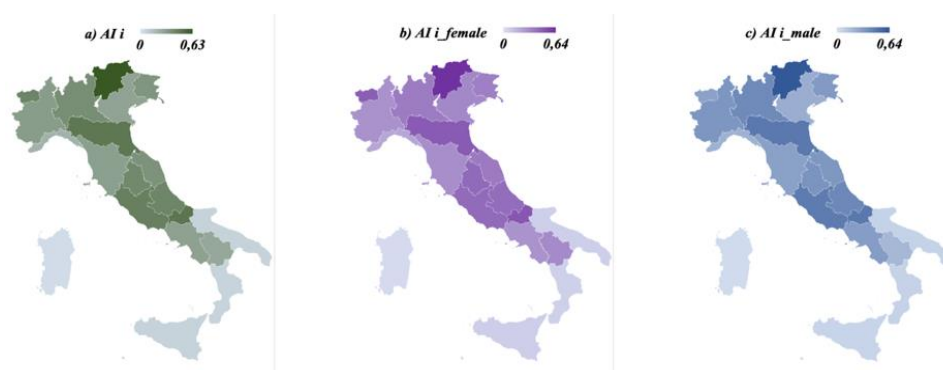 a) AI i
0 0,63
b) AI i_female
0 0,64
c) AI i_male
0 0,64